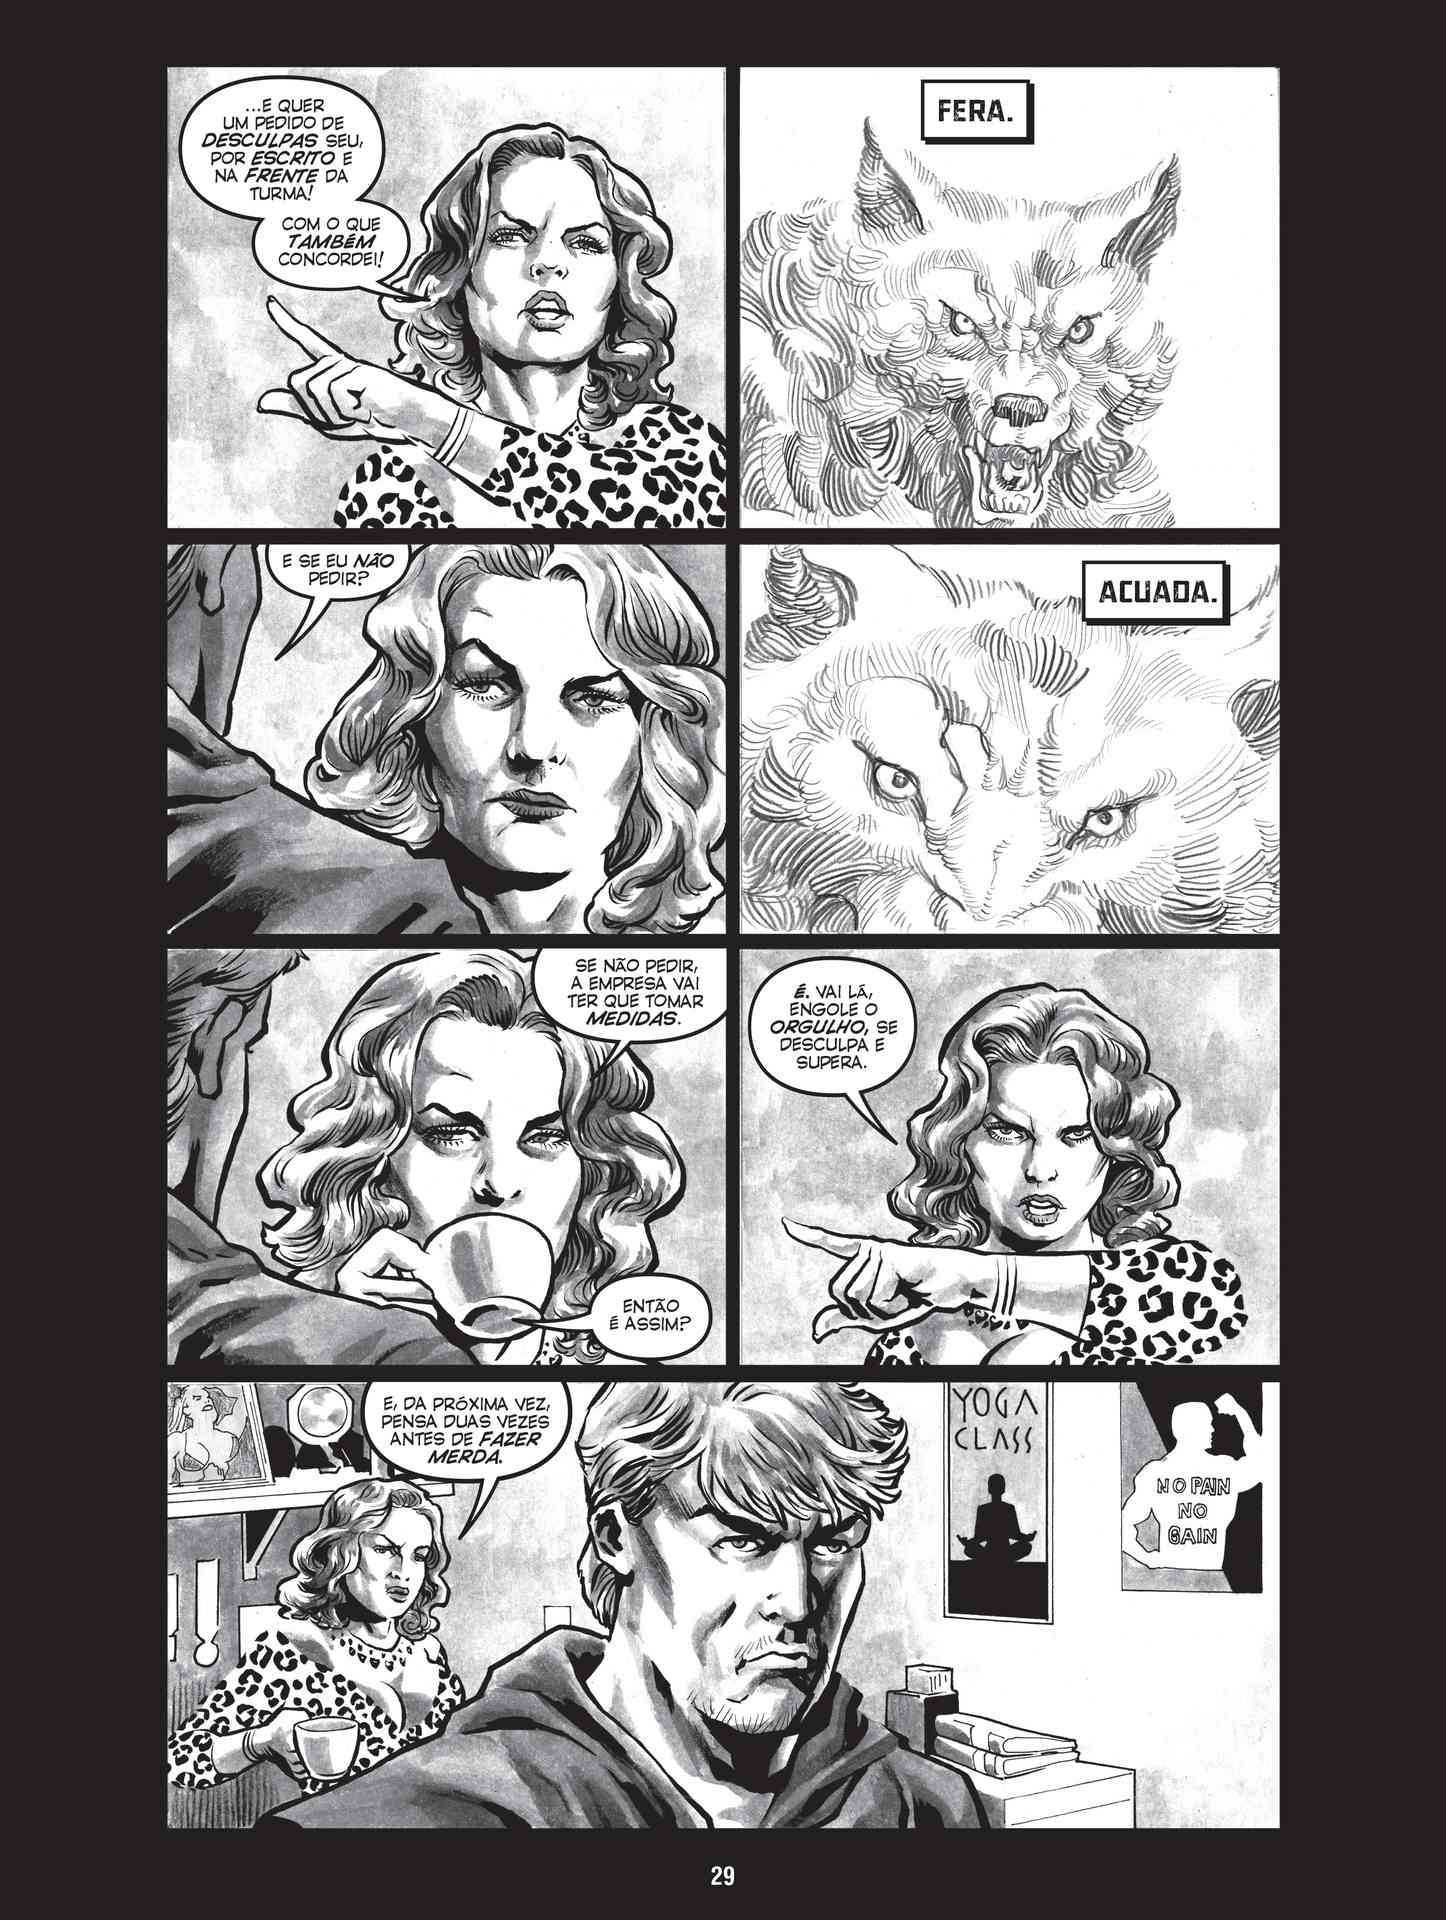 ...E QUER
UM PEDIDO DE
DESCULPAS SEU,
POR ESCRITO E
NA FRENTE DA
TURMA!
COM O QUE
TAMBÉM
CONCORDEI!
FERA.
E SE EU NÃO
PEDIR?
ACUADA.
SE NÃO PEDIR,
A EMPRESA VAI
TER QUE TOMAR
MEDIDAS.
ENTÃO
É ASSIM?
É. VAI LÁ,
ENGOLE O
ORGULHO, SE
DESCULPA E
SUPERA.
E, DA PRÓXIMA VEZ,
PENSA DUAS VEZES
ANTES DE FAZER
MERDA.
YOGA
CLASS
NO PAIN
NO
GAIN
29